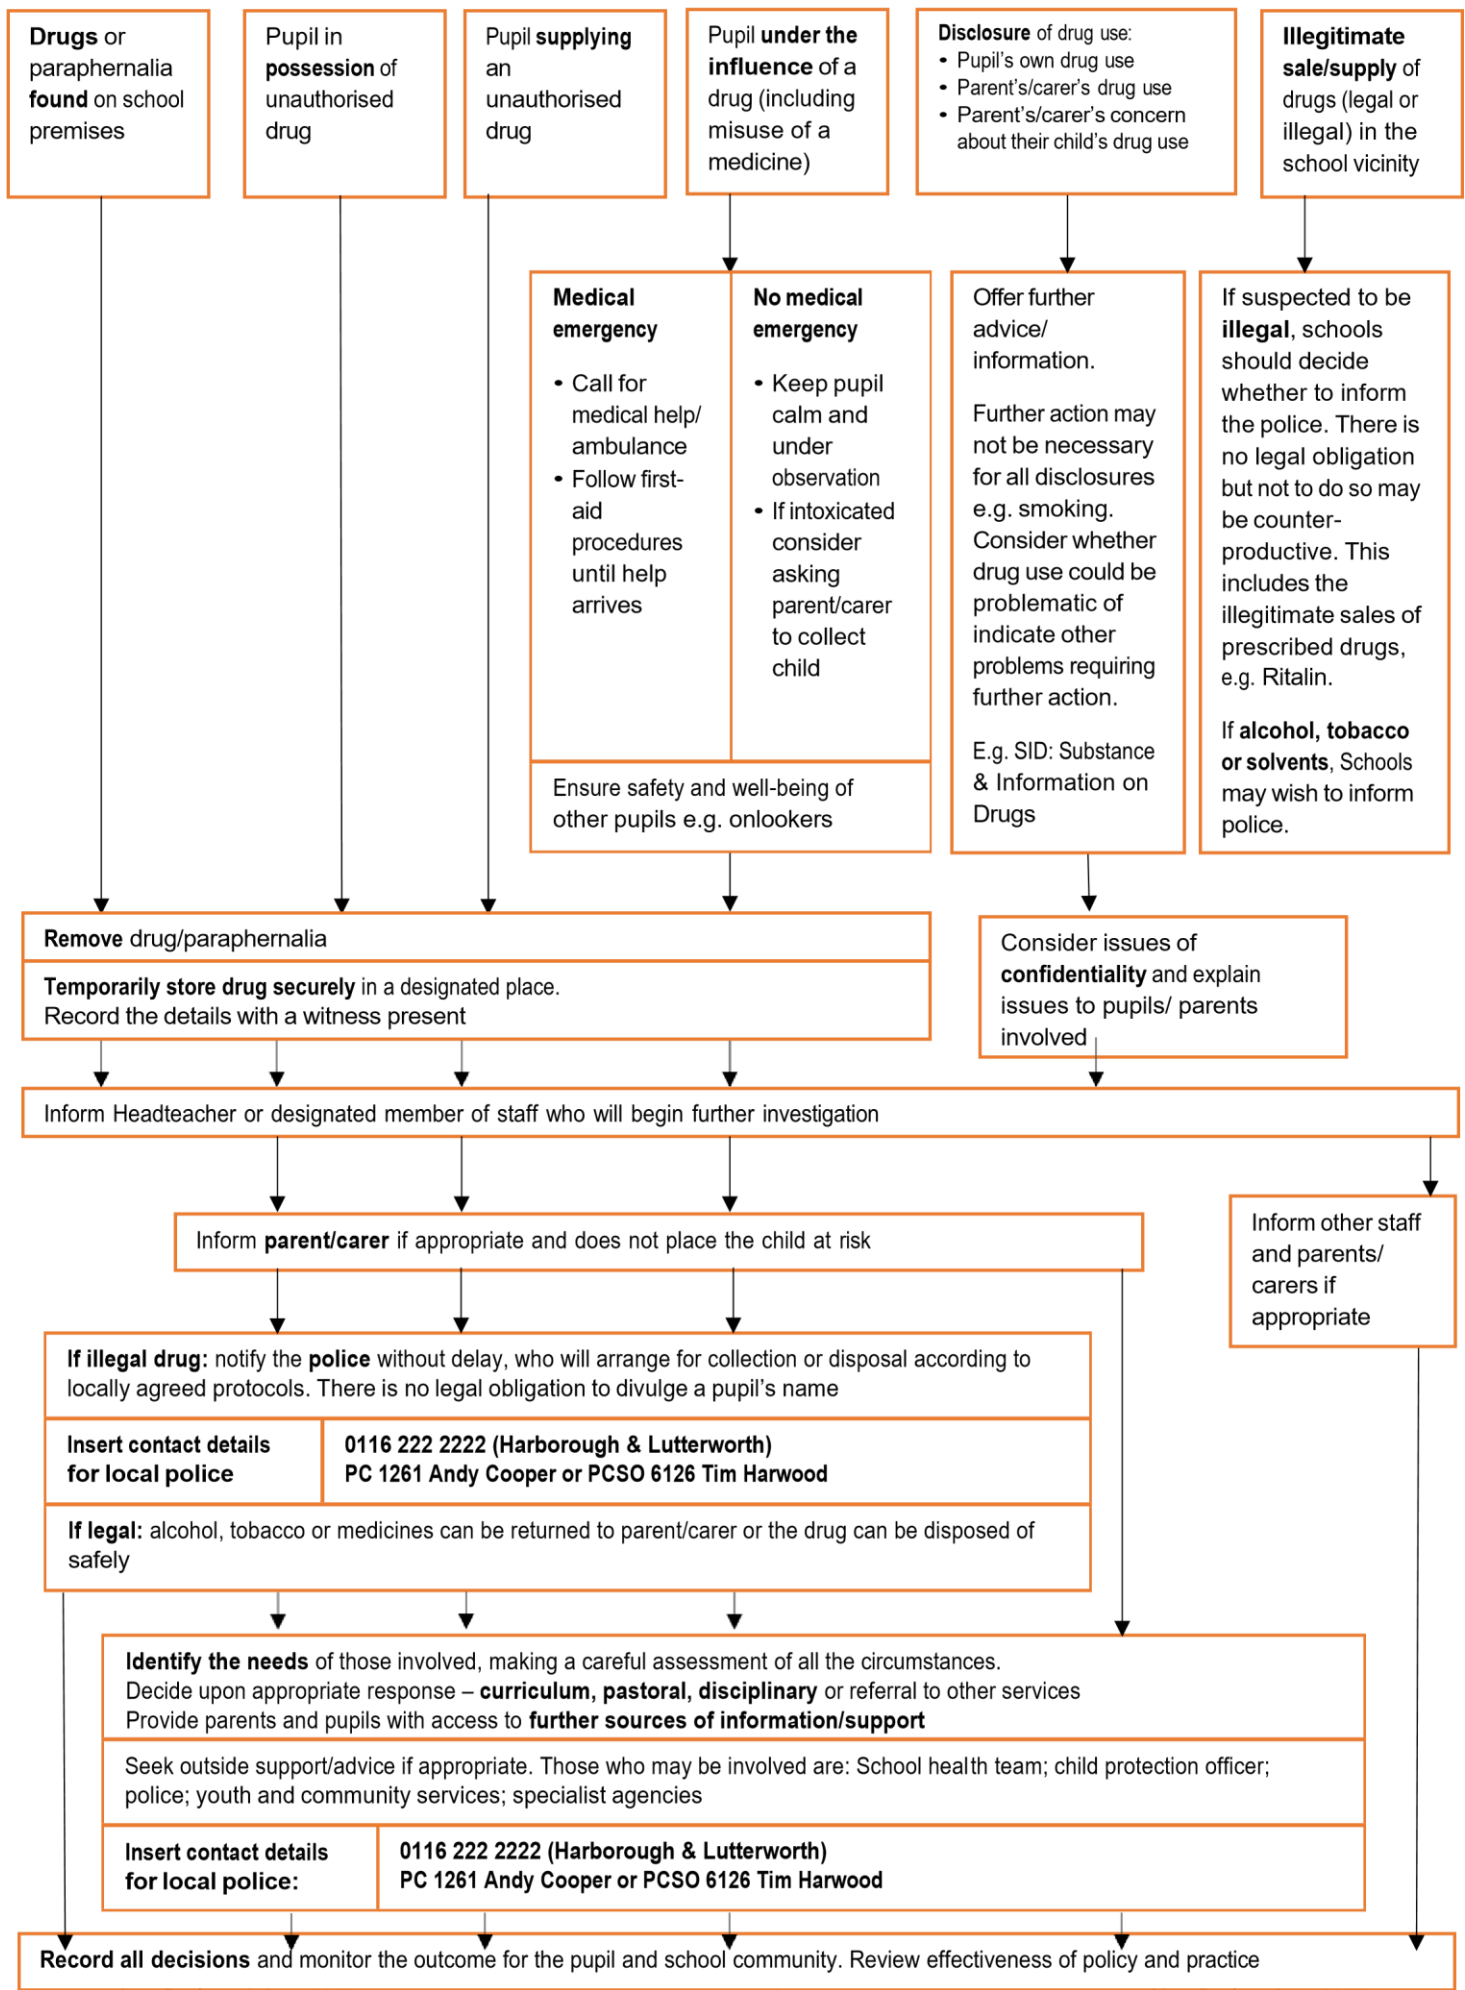 Drugs or
paraphernalia
found on school
premises
Pupil in
possession of
unauthorised
drug
Pupil supplying
an
unauthorised
drug
Pupil under the
influence of a
drug (including
misuse of a
medicine)
Disclosure of drug use:
• Pupil's own drug use
• Parent's/carer's drug use
• Parent's/carer's concern
about their child's drug use
Illegitimate
sale/supply of
drugs (legal or
illegal) in the
school vicinity
Medical
emergency
• Call for
medical help/
ambulance
• Follow first-
aid
procedures
until help
arrives
No medical
emergency
• Keep pupil
calm and
under
observation
• If intoxicated
consider
asking
parent/carer
to collect
child
Ensure safety and well-being of
other pupils e.g. onlookers
Offer further
advice/
information.
Further action may
not be necessary
for all disclosures
e.g. smoking.
Consider whether
drug use could be
problematic of
indicate other
problems requiring
further action.
E.g. SID: Substance
& Information on
Drugs
If suspected to be
illegal, schools
should decide
whether to inform
the police. There is
no legal obligation
but not to do so may
be counter-
productive. This
includes the
illegitimate sales of
prescribed drugs,
e.g. Ritalin.
If alcohol, tobacco
or solvents, Schools
may wish to inform
police.
Remove drug/paraphernalia
Temporarily store drug securely in a designated place.
Record the details with a witness present
Consider issues of
confidentiality and explain
issues to pupils/ parents
involved
Inform Headteacher or designated member of staff who will begin further investigation
Inform parent/carer if appropriate and does not place the child at risk
Inform other staff
and parents/
carers if
appropriate
If illegal drug: notify the police without delay, who will arrange for collection or disposal according to
locally agreed protocols. There is no legal obligation to divulge a pupil's name
Insert contact details
for local police
0116 222 2222 (Harborough & Lutterworth)
PC 1261 Andy Cooper or PCSO 6126 Tim Harwood
If legal: alcohol, tobacco or medicines can be returned to parent/carer or the drug can be disposed of
safely
Identify the needs of those involved, making a careful assessment of all the circumstances.
Decide upon appropriate response – curriculum, pastoral, disciplinary or referral to other services
Provide parents and pupils with access to further sources of information/support
Seek outside support/advice if appropriate. Those who may be involved are: School health team; child protection officer;
police; youth and community services; specialist agencies
Insert contact details
for local police:
0116 222 2222 (Harborough & Lutterworth)
PC 1261 Andy Cooper or PCSO 6126 Tim Harwood
Record all decisions and monitor the outcome for the pupil and school community. Review effectiveness of policy and practice